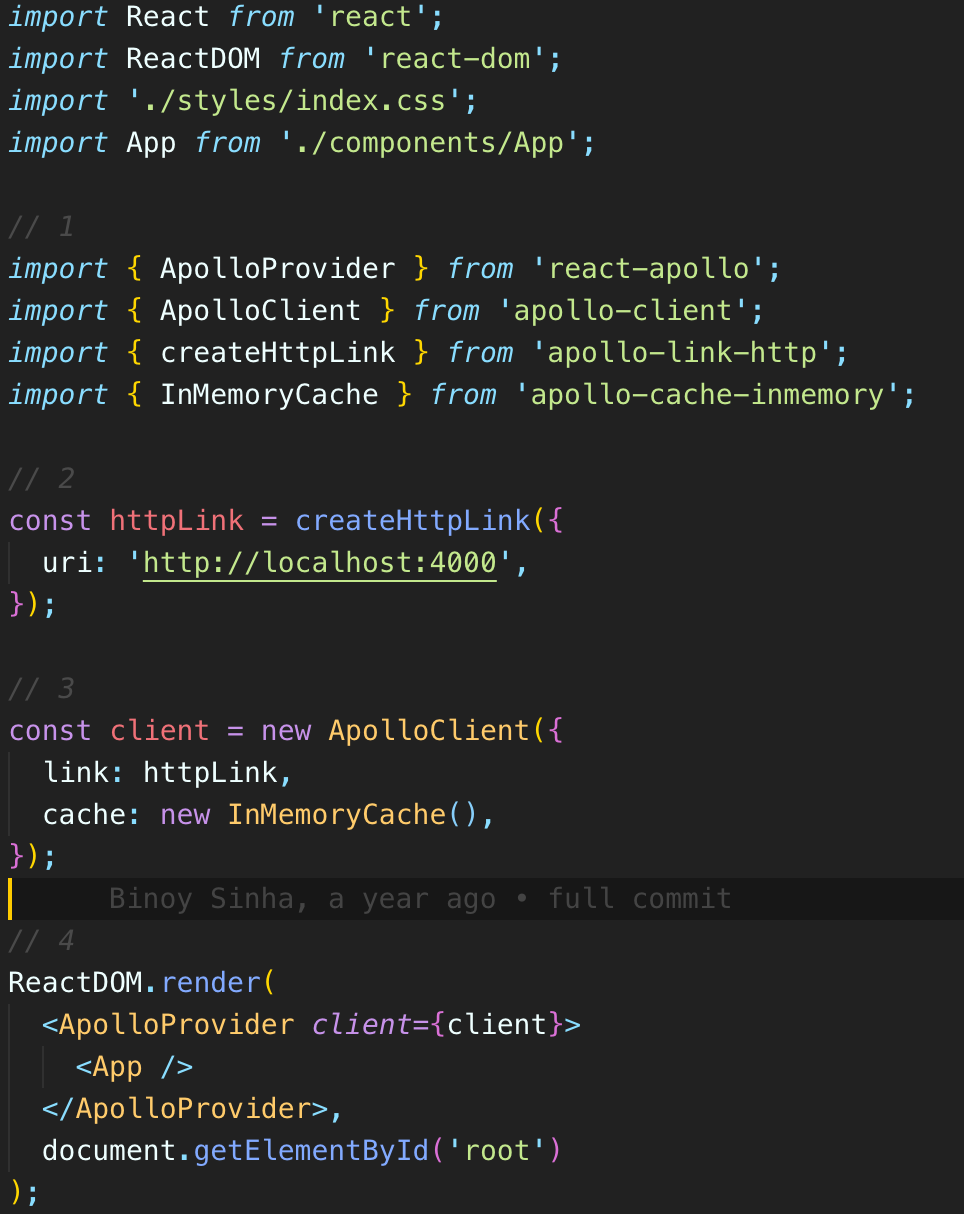 import React from 'react';
import ReactDOM from 'react-dom';
import './styles/index.css';
import App from './components/App';
// 1
import { ApolloProvider } from 'react-apollo';
import { ApolloClient } from 'apollo-client';
import { createHttpLink } from 'apollo-link-http';
import { InMemoryCache } from 'apollo-cache-inmemory';
// 2
const httpLink = createHttpLink({
  uri: 'http://localhost:4000',
});
// 3
const client = new ApolloClient({
  link: httpLink,
  cache: new InMemoryCache(),
});
Binoy Sinha, a year ago • full commit
// 4
ReactDOM.render(
  <ApolloProvider client={client}>
    <App />
  </ApolloProvider>,
  document.getElementById('root')
);